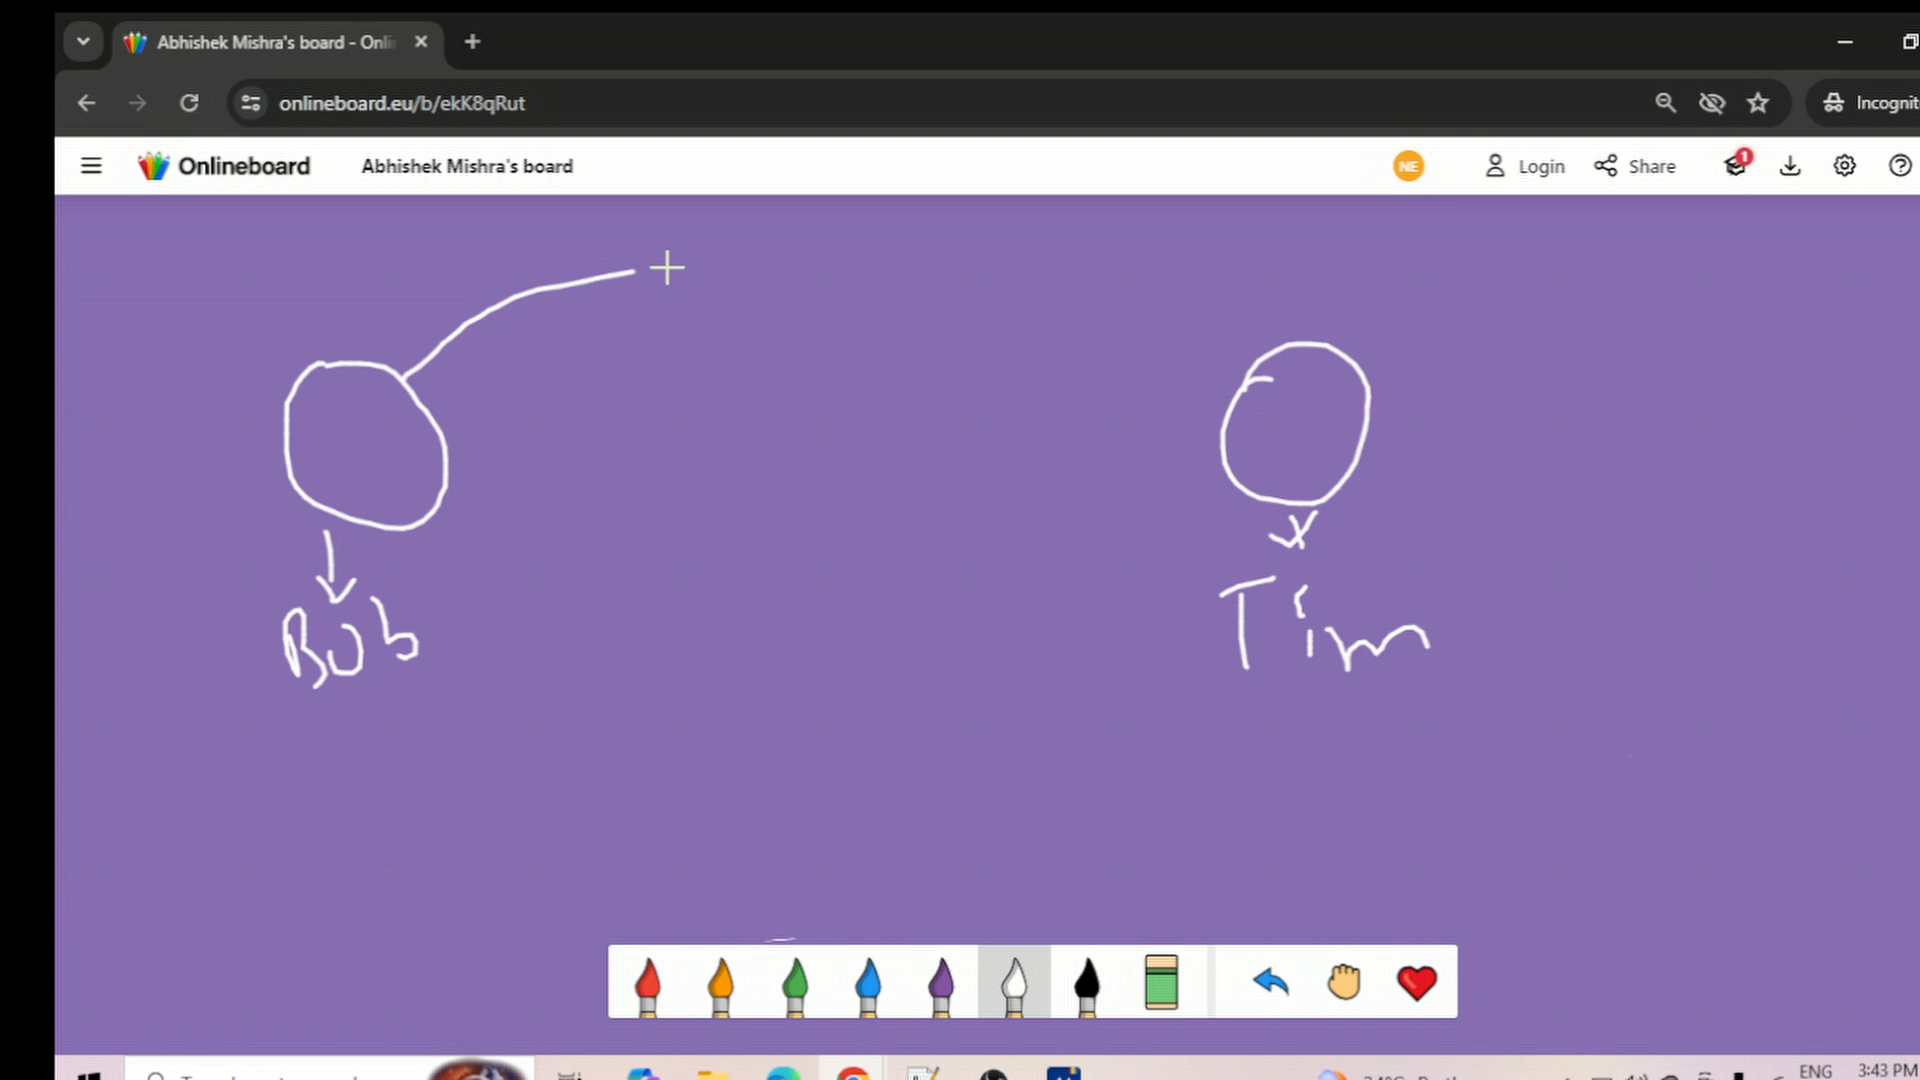 Abhishek Mishra's board - Onli
onlineboard.eu/b/ekK8qRut
Incognit
Onlineboard
Abhishek Mishra's board
NE
Login
Share
1
Bob
Tim
ENG
3:43 PM